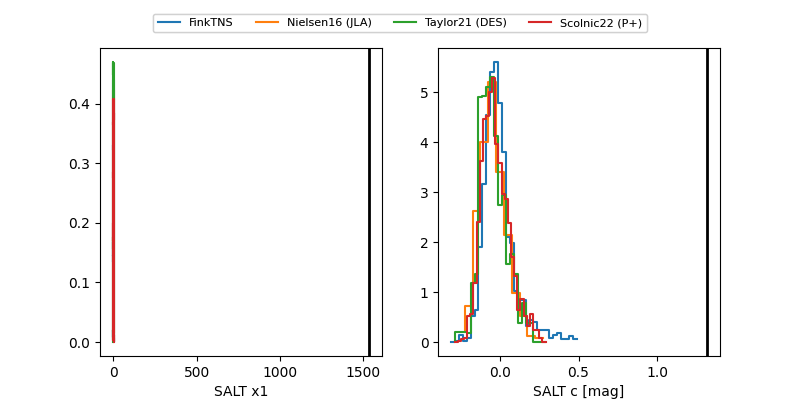 FinkTNS Nielsen16 (JLA) Taylor21 (DES) Scolnic22 (P+)
0.4
0.3
0.2
0.1
0.0
0 500 1000 1500
SALT x1
5
4
3
2
1
0
0.0 0.5 1.0
SALT c [mag]